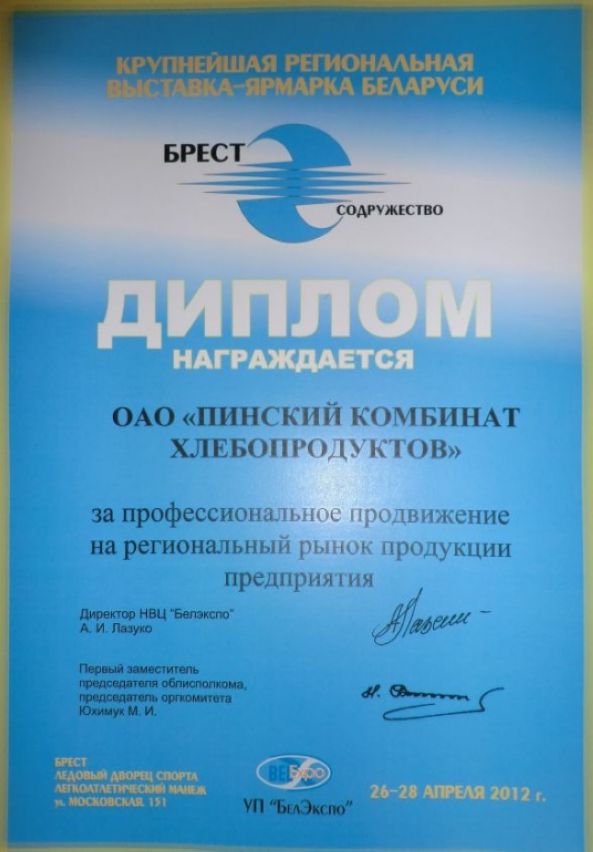 КРУПНЕЙШАЯ РЕГИОНАЛЬНАЯ
ВЫСТАВКА-ЯРМАРКА БЕЛАРУСИ
БРЕСТ
СОДРУЖЕСТВО
ДИПЛОМ
НАГРАЖДАЕТСЯ
ОАО «ПИНСКИЙ КОМБИНАТ
ХЛЕБОПРОДУКТОВ»
за профессиональное продвижение
на региональный рынок продукции
предприятия
Директор НВЦ "Белэкспо"
А. И. Лазуко
Первый заместитель
председателя облисполкома,
председатель оргкомитета
Юхимук М. И.
БРЕСТ
ЛЕДОВЫЙ ДВОРЕЦ СПОРТА
ЛЕГКОАТЛЕТИЧЕСКИЙ МАНЕЖ
ул. МОСКОВСКАЯ, 151
BELExpo
УП "БелЭкспо"
26-28 АПРЕЛЯ 2012 г.